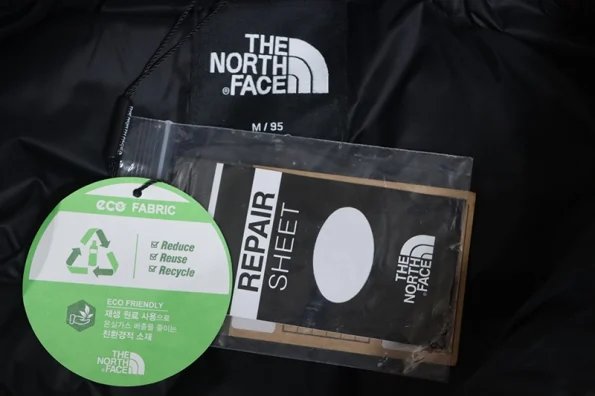 THE
NORTH
FACE
®
M / 95
eco FABRIC
Reduce
Reuse
Recycle
ECO FRIENDLY
재생 원료 사용으로
온실가스 배출을 줄이는
친환경적 소재
THE
NORTH
FACE
REPAIR
SHEET
THE
NORTH
FACE